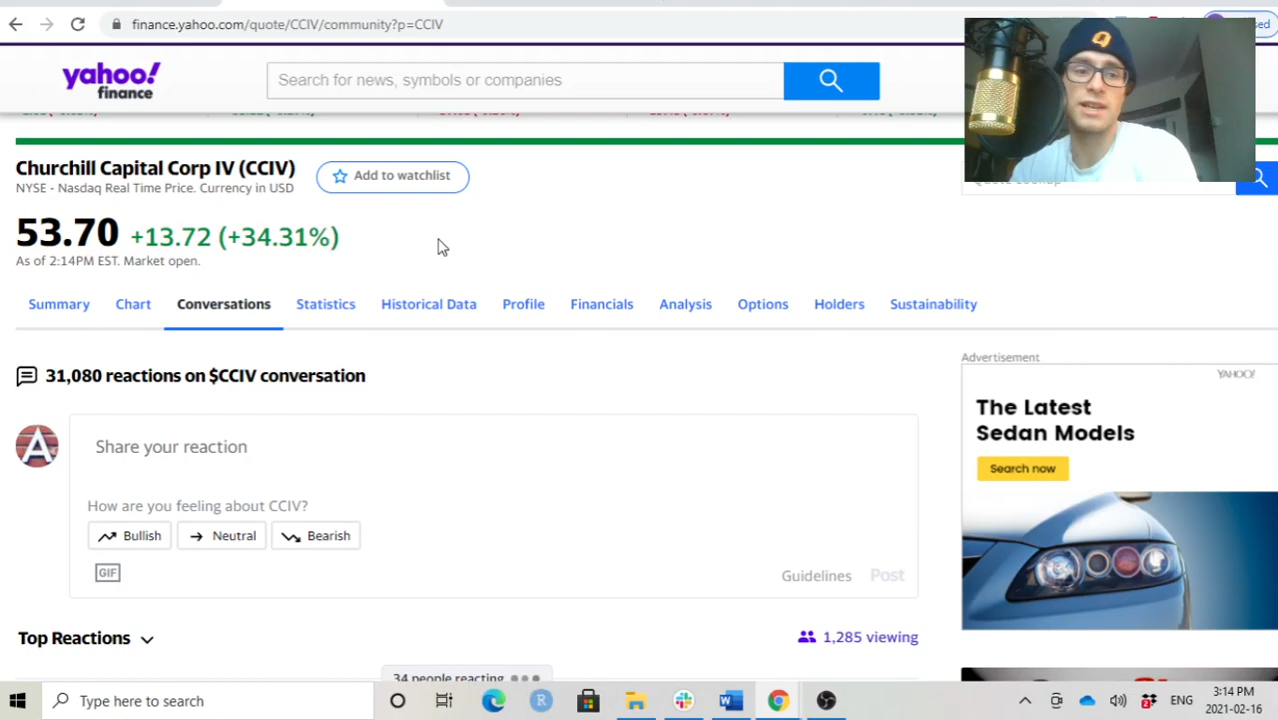 finance.yahoo.com/quote/CCIV/community?p=CCIV
yahoo!
finance
Search for news, symbols or companies
Churchill Capital Corp IV (CCIV)
Add to watchlist
NYSE - Nasdaq Real Time Price. Currency in USD
53.70 +13.72 (+34.31%)
As of 2:14PM EST. Market open.
Summary Chart Conversations Statistics Historical Data Profile Financials Analysis Options Holders Sustainability
31,080 reactions on $CCIV conversation
Advertisement
YAHOO!
The Latest
Sedan Models
Search now
A
Share your reaction
How are you feeling about CCIV?
Bullish Neutral Bearish
GIF
Guidelines Post
Top Reactions
1,285 viewing
34 people reacting
Type here to search
ENG
3:14 PM
2021-02-16